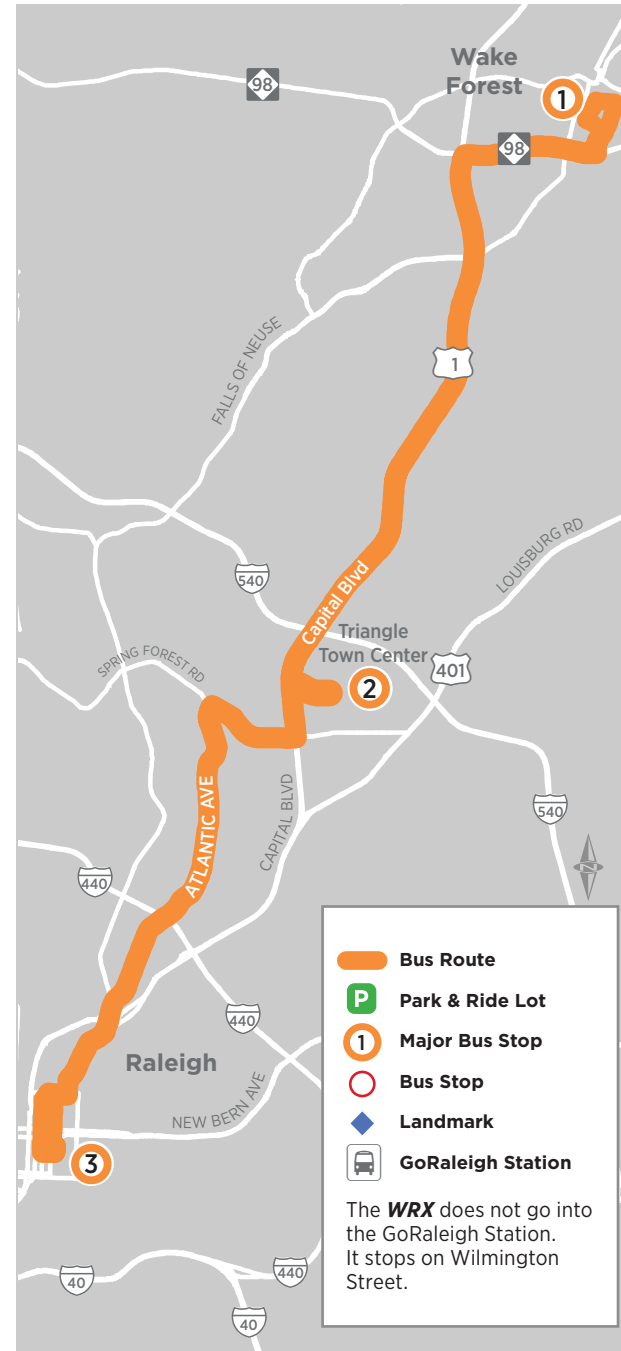 Wake
Forest
98
1
98
FALLS OF NEUSE
1
LOUISBURG RD
540
Capital Blvd
Triangle
Town Center
401
SPRING FOREST RD
2
ATLANTIC AVE
CAPITAL BLVD
540
440
440
Raleigh
NEW BERN AVE
3
40
440
40
Bus Route
P Park & Ride Lot
1 Major Bus Stop
Bus Stop
Landmark
GoRaleigh Station
The WRX does not go into
the GoRaleigh Station.
It stops on Wilmington
Street.